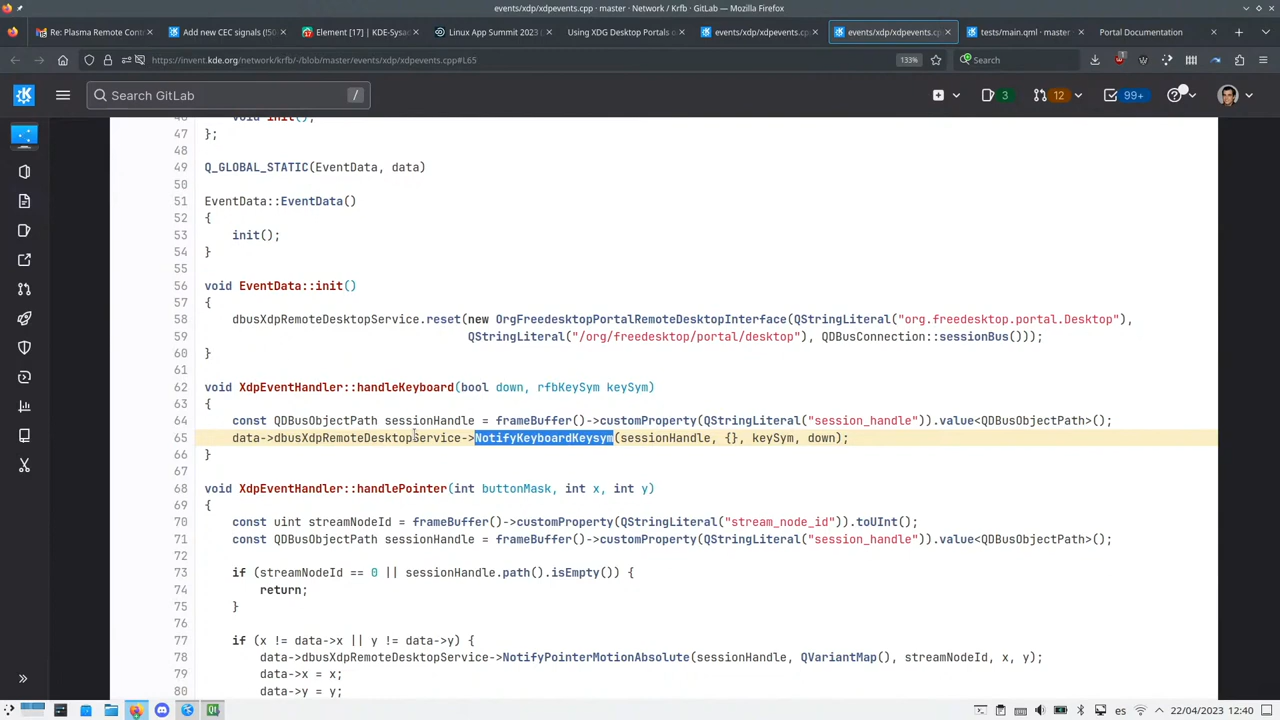 events/xdp/xdpevents.cpp · master · Network / Krfb · GitLab — Mozilla Firefox
Re: Plasma Remote Contr
Add new CEC signals (!50
Element [17] | KDE-Sysad
Linux App Summit 2023 (
Using XDG Desktop Portals o
events/xdp/xdpevents.cp
events/xdp/xdpevents.cp
tests/main.qml · master
Portal Documentation
https://invent.kde.org/network/krfb/-/blob/master/events/xdp/xdpevents.cpp#L65
133%
Search
Search GitLab
/
3
12
99+
46 void init();
47 };
48
49 Q_GLOBAL_STATIC(EventData, data)
50
51 EventData::EventData()
52 {
53 init();
54 }
55
56 void EventData::init()
57 {
58 dbusXdpRemoteDesktopService.reset(new OrgFreedesktopPortalRemoteDesktopInterface(QStringLiteral("org.freedesktop.portal.Desktop"),
59 QStringLiteral("/org/freedesktop/portal/desktop"), QDBusConnection::sessionBus()));
60 }
61
62 void XdpEventHandler::handleKeyboard(bool down, rfbKeySym keySym)
63 {
64 const QDBusObjectPath sessionHandle = frameBuffer()->customProperty(QStringLiteral("session_handle")).value<QDBusObjectPath>();
65 data->dbusXdpRemoteDesktopService->NotifyKeyboardKeysym(sessionHandle, {}, keySym, down);
66 }
67
68 void XdpEventHandler::handlePointer(int buttonMask, int x, int y)
69 {
70 const uint streamNodeId = frameBuffer()->customProperty(QStringLiteral("stream_node_id")).toUInt();
71 const QDBusObjectPath sessionHandle = frameBuffer()->customProperty(QStringLiteral("session_handle")).value<QDBusObjectPath>();
72
73 if (streamNodeId == 0 || sessionHandle.path().isEmpty()) {
74 return;
75 }
76
77 if (x != data->x || y != data->y) {
78 data->dbusXdpRemoteDesktopService->NotifyPointerMotionAbsolute(sessionHandle, QVariantMap(), streamNodeId, x, y);
79 data->x = x;
80 data->y = y;
es
22/04/2023 12:40